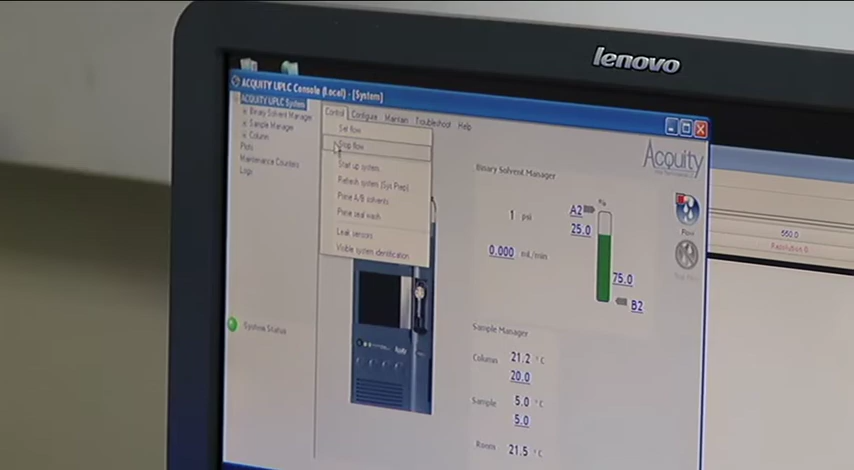 lenovo
ACQUITY UPLC Console (Local) - [System]
ACQUITY UPLC System
Binary Solvent Manager
Sample Manager
Column
Plots
Maintenance Counters
Logs
System Status
Control Configure Maintain Troubleshoot Help
Set flow
Stop flow
Start up system
Refresh system (Sys Prep)
Prime A/B solvents
Prime seal wash
Leak sensors
Visible system identification
Acquity
Binary Solvent Manager
1 psi
0.000 mL/min
A2
%
25.0
75.0
B2
Flow
Sample Manager
Column 21.2 °C
20.0
Sample 5.0 °C
5.0
Room 21.5 °C
550.0